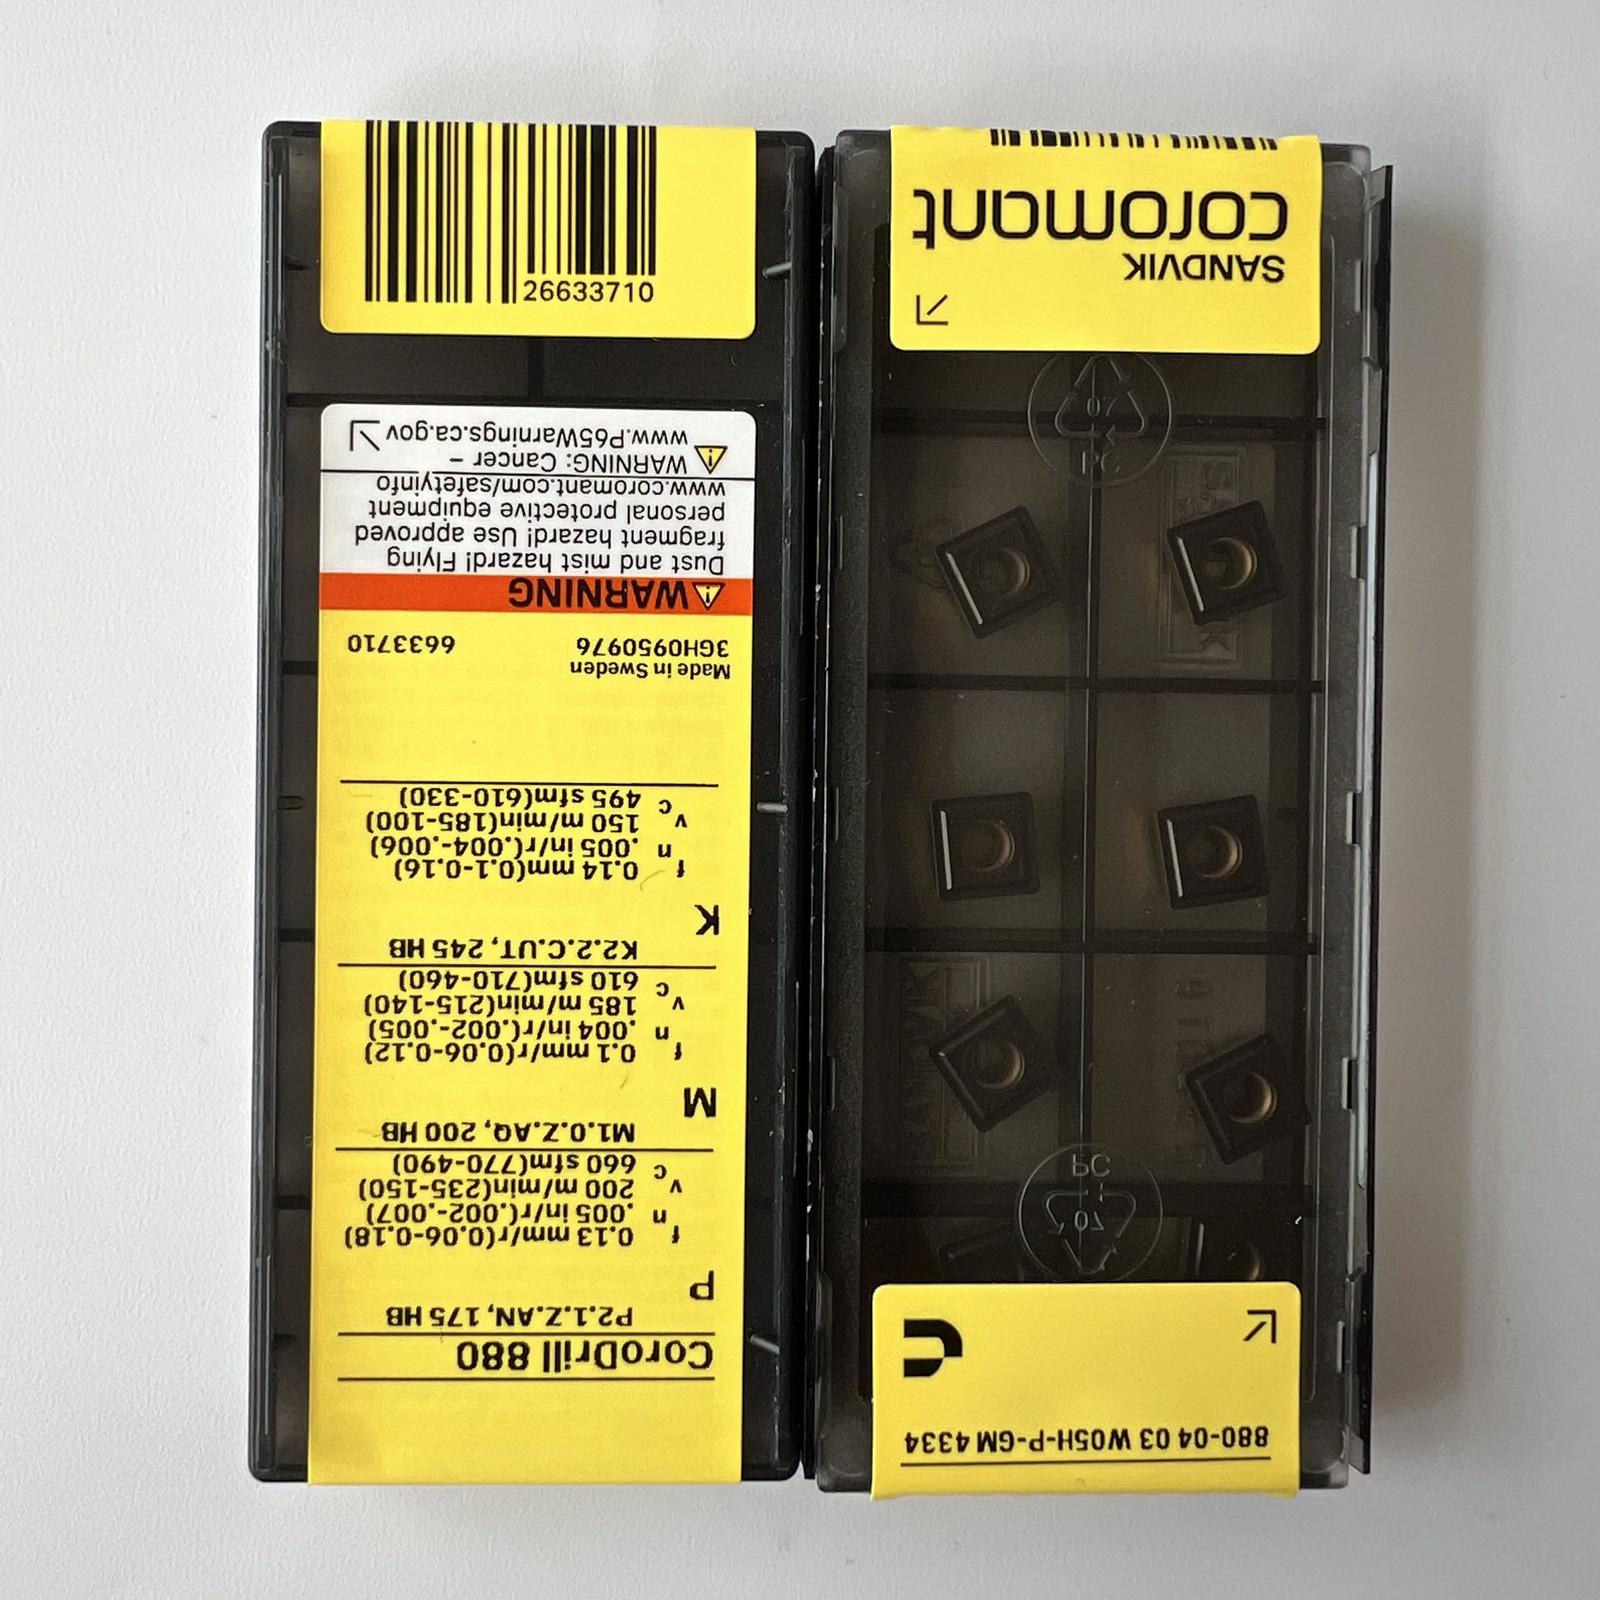 CoroDrill 880
P2.1.Z.AN, 175 HB
P
f n 0.13 mm/r(0.06-0.18)
.005 in/r(.002-.007)
v c 200 m/min(235-150)
660 sfm(770-490)
M1.0.Z.AQ, 200 HB
M
f n 0.1 mm/r(0.06-0.12)
.004 in/r(.002-.005)
v c 185 m/min(215-140)
610 sfm(710-460)
K2.2.C.UT, 245 HB
K
f n 0.14 mm(0.1-0.16)
.005 in/r(.004-.006)
v c 150 m/min(185-100)
495 sfm(610-330)
Made in Sweden
3GH0950976 6633710
WARNING
Dust and mist hazard! Flying
fragment hazard! Use approved
personal protective equipment
www.coromant.com/safetyinfo
WARNING: Cancer –
www.P65Warnings.ca.gov
26633710
880-04 03 W05H-P-GM 4334
07
PC
SANDVIK
07
PC
SANDVIK
coromant